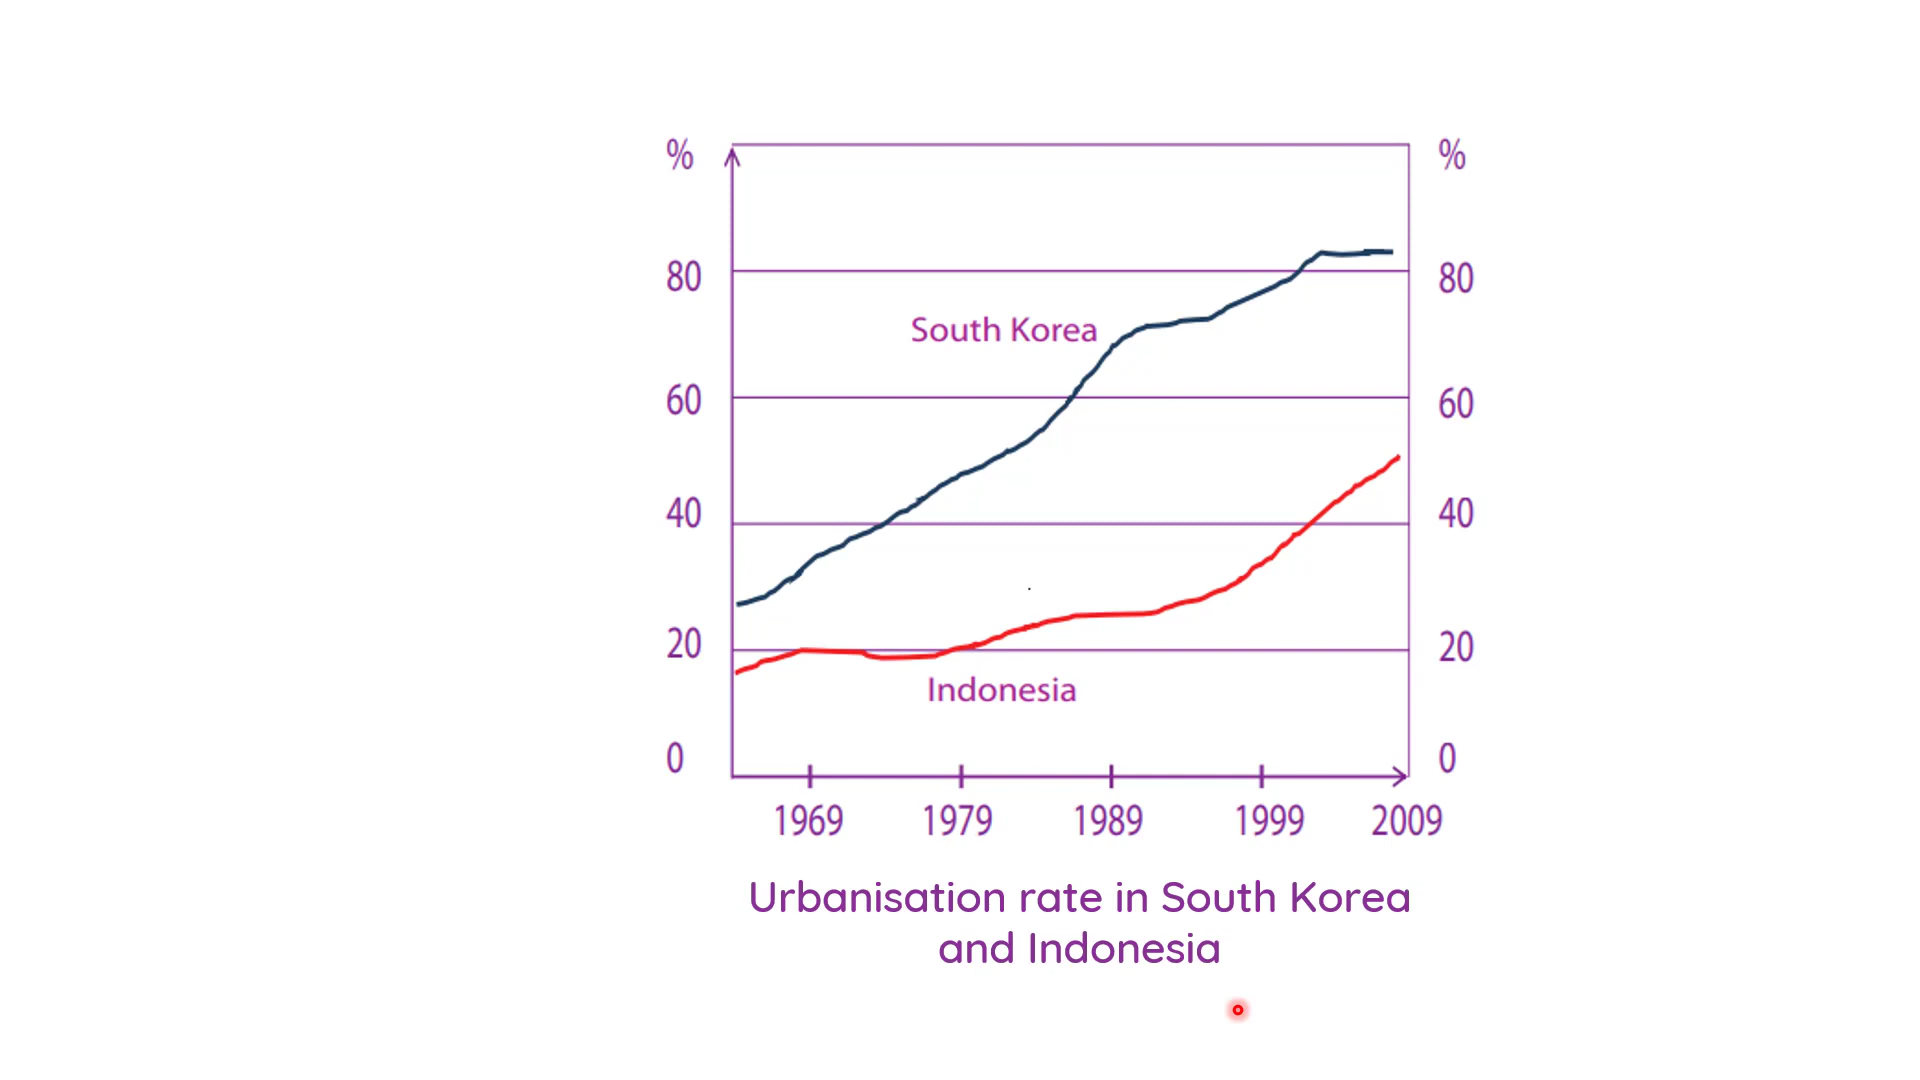 % %
80 80
South Korea
60 60
40 40
20 20
Indonesia
0 0
1969 1979 1989 1999 2009
Urbanisation rate in South Korea
and Indonesia